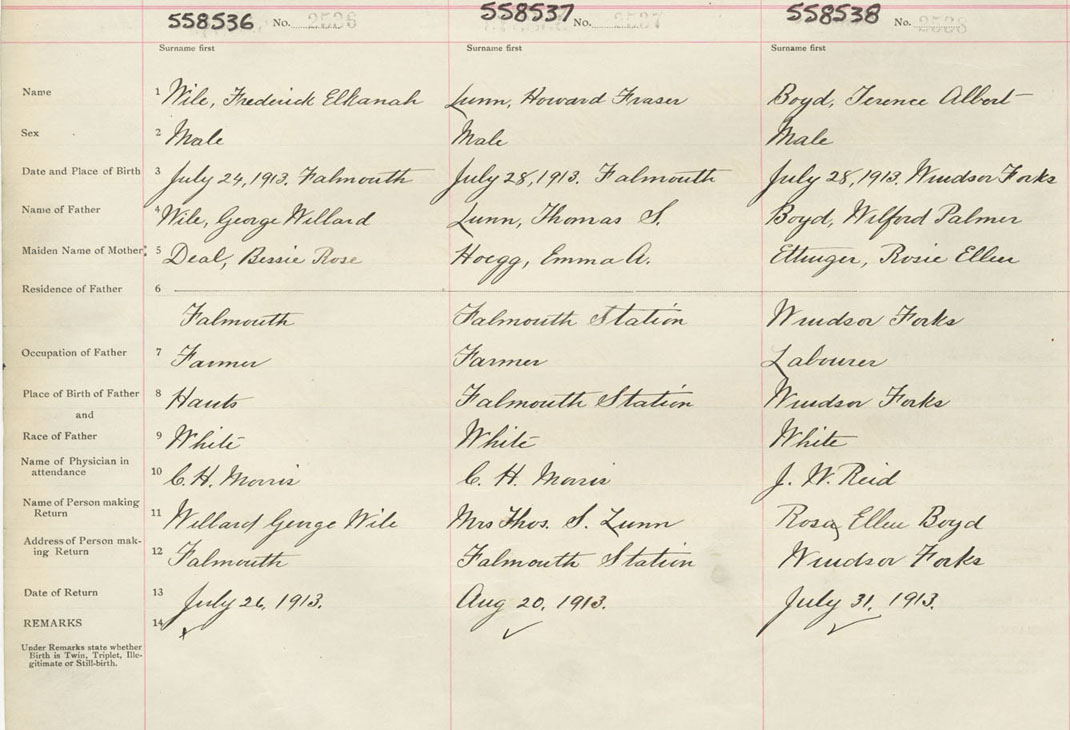 558536 No. 2536 558537 No. 2537 558538 No. 2538
Surname first Surname first Surname first
Name 1 Wile, Frederick Elkanah Lunn, Howard Fraser Boyd, Terence Albert
Sex 2 Male Male Male
Date and Place of Birth 3 July 24, 1913. Falmouth July 28, 1913. Falmouth July 28, 1913, Windsor Forks
Name of Father 4 Wile, George Willard Lunn, Thomas S. Boyd, Wilford Palmer
Maiden Name of Mother 5 Deal, Bessie Rose Hoegg, Emma A. Ettinger, Rosie Ellen
Residence of Father 6
Falmouth Falmouth Station Windsor Forks
Occupation of Father 7 Farmer Farmer Labourer
Place of Birth of Father 8 Hants Falmouth Station Windsor Forks
and
Race of Father 9 White White White
Name of Physician in
attendance 10 C. H. Morris C. H. Morris J. W. Reid
Name of Person making
Return 11 Willard George Wile Mrs Thos. S. Lunn Rosa Ellen Boyd
Address of Person mak-
ing Return 12 Falmouth Falmouth Station Windsor Forks
Date of Return 13 July 26, 1913. Aug 20, 1913. July 31, 1913.
REMARKS 14
Under Remarks state whether
Birth is Twin, Triplet, Ille-
gitimate or Still-birth.